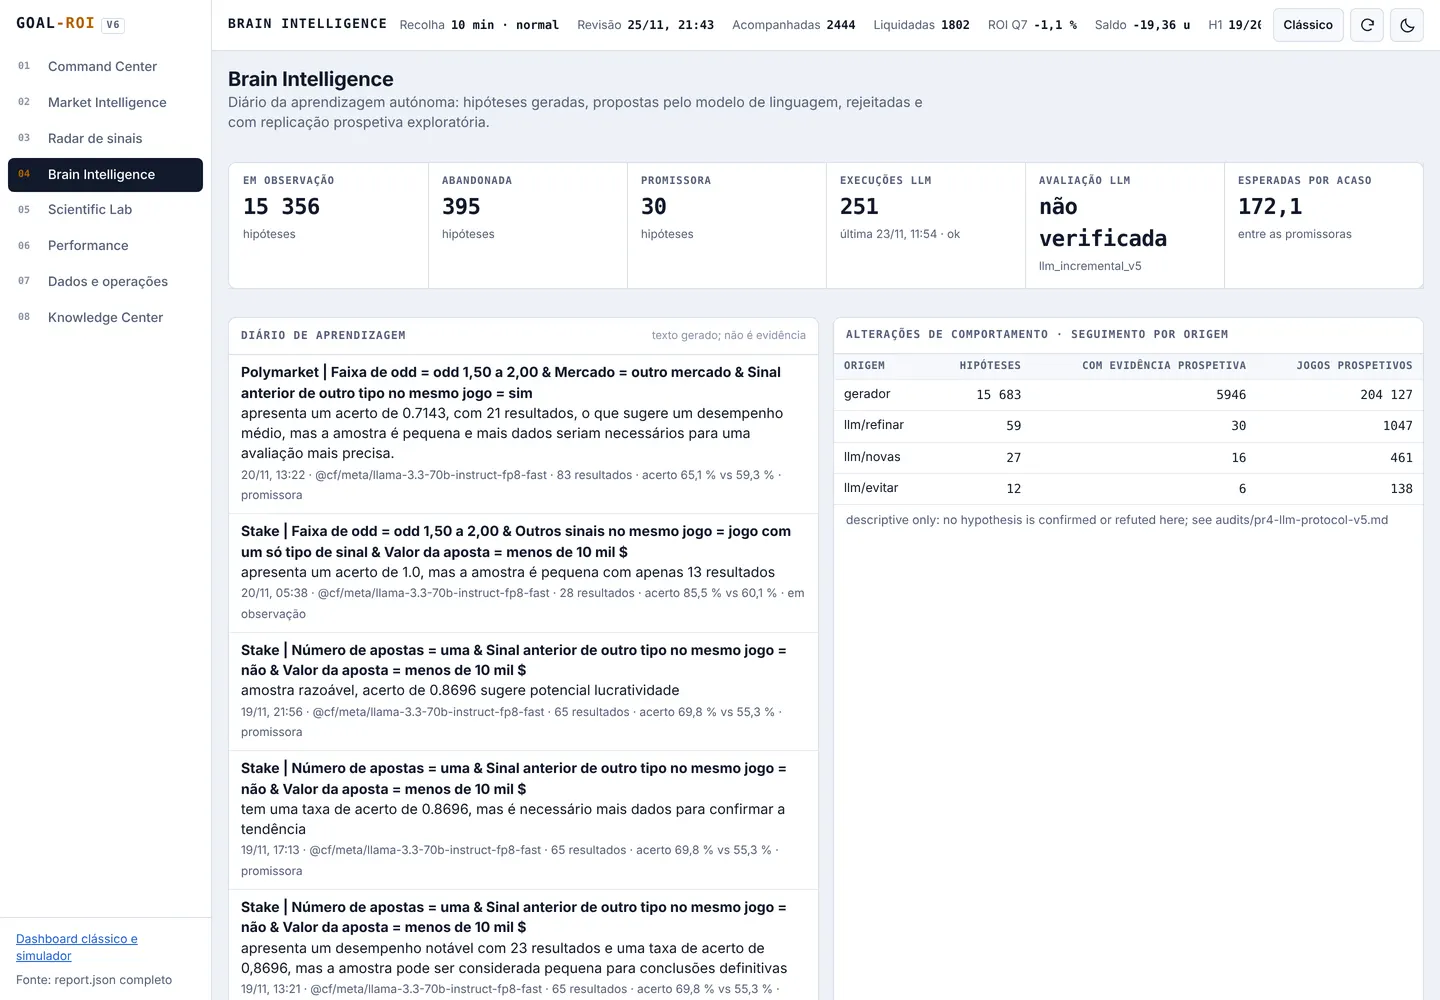 GOAL-ROI V6
01 Command Center
02 Market Intelligence
03 Radar de sinais
04 Brain Intelligence
05 Scientific Lab
06 Performance
07 Dados e operações
08 Knowledge Center
Dashboard clássico e
simulador
Fonte: report.json completo
BRAIN INTELLIGENCE Recolha 10 min · normal Revisão 25/11, 21:43 Acompanhadas 2444 Liquidadas 1802 ROI Q7 -1,1 % Saldo -19,36 u H1 Clássico
Brain Intelligence
Diário da aprendizagem autónoma: hipóteses geradas, propostas pelo modelo de linguagem, rejeitadas e
com replicação prospetiva exploratória.
EM OBSERVAÇÃO
15 356
hipóteses
ABANDONADA
395
hipóteses
PROMISSORA
30
hipóteses
EXECUÇÕES LLM
251
última 23/11, 11:54 · ok
AVALIAÇÃO LLM
não
verificada
llm_incremental_v5
ESPERADAS POR ACASO
172,1
entre as promissoras
DIÁRIO DE APRENDIZAGEM texto gerado; não é evidência
Polymarket | Faixa de odd = odd 1,50 a 2,00 & Mercado = outro mercado & Sinal
anterior de outro tipo no mesmo jogo = sim
apresenta um acerto de 0.7143, com 21 resultados, o que sugere um desempenho
médio, mas a amostra é pequena e mais dados seriam necessários para uma
avaliação mais precisa.
20/11, 13:22 · @cf/meta/llama-3.3-70b-instruct-fp8-fast · 83 resultados · acerto 65,1 % vs 59,3 % ·
promissora
Stake | Faixa de odd = odd 1,50 a 2,00 & Outros sinais no mesmo jogo = jogo com
um só tipo de sinal & Valor da aposta = menos de 10 mil $
apresenta um acerto de 1.0, mas a amostra é pequena com apenas 13 resultados
20/11, 05:38 · @cf/meta/llama-3.3-70b-instruct-fp8-fast · 28 resultados · acerto 85,5 % vs 60,1 % · em
observação
Stake | Número de apostas = uma & Sinal anterior de outro tipo no mesmo jogo =
não & Valor da aposta = menos de 10 mil $
amostra razoável, acerto de 0.8696 sugere potencial lucratividade
19/11, 21:56 · @cf/meta/llama-3.3-70b-instruct-fp8-fast · 65 resultados · acerto 69,8 % vs 55,3 % ·
promissora
Stake | Número de apostas = uma & Sinal anterior de outro tipo no mesmo jogo =
não & Valor da aposta = menos de 10 mil $
tem uma taxa de acerto de 0.8696, mas é necessário mais dados para confirmar a
tendência
19/11, 17:13 · @cf/meta/llama-3.3-70b-instruct-fp8-fast · 65 resultados · acerto 69,8 % vs 55,3 % ·
promissora
Stake | Número de apostas = uma & Sinal anterior de outro tipo no mesmo jogo =
não & Valor da aposta = menos de 10 mil $
apresenta um desempenho notável com 23 resultados e uma taxa de acerto de
0,8696, mas a amostra pode ser considerada pequena para conclusões definitivas
19/11, 13:21 · @cf/meta/llama-3.3-70b-instruct-fp8-fast · 65 resultados · acerto 69,8 % vs 55,3 % ·
ALTERAÇÕES DE COMPORTAMENTO · SEGUIMENTO POR ORIGEM
ORIGEM HIPÓTESES COM EVIDÊNCIA PROSPETIVA JOGOS PROSPETIVOS
gerador 15 683 5946 204 127
llm/refinar 59 30 1047
llm/novas 27 16 461
llm/evitar 12 6 138
descriptive only: no hypothesis is confirmed or refuted here; see audits/pr4-llm-protocol-v5.md